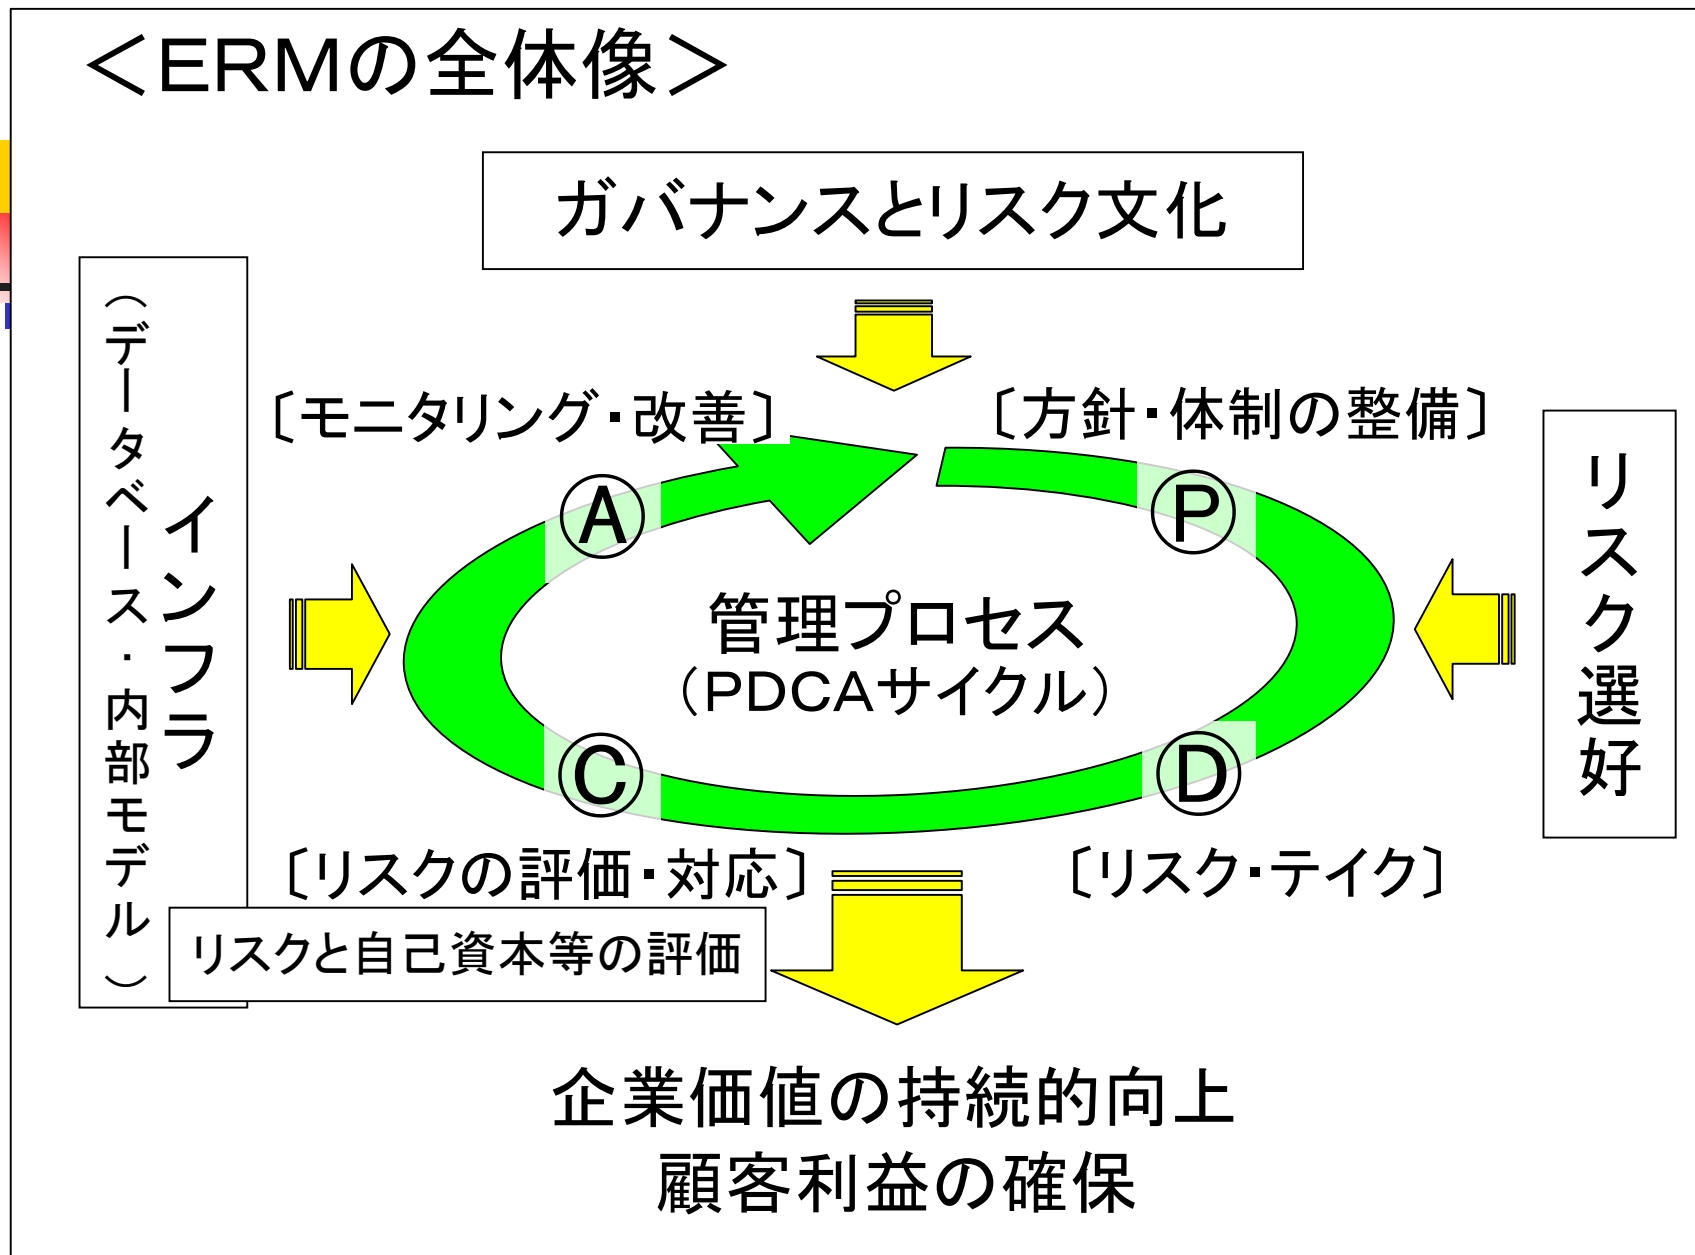 ＜ＥＲＭの全体像＞
ガバナンスとリスク文化
インフラ
（データベース・内部モデル）
〔モニタリング・改善〕
〔方針・体制の整備〕
リスク選好
Ⓐ
Ⓟ
管理プロセス
（ＰＤＣＡサイクル）
Ⓒ
Ⓓ
〔リスクの評価・対応〕
〔リスク・テイク〕
リスクと自己資本等の評価
企業価値の持続的向上
顧客利益の確保